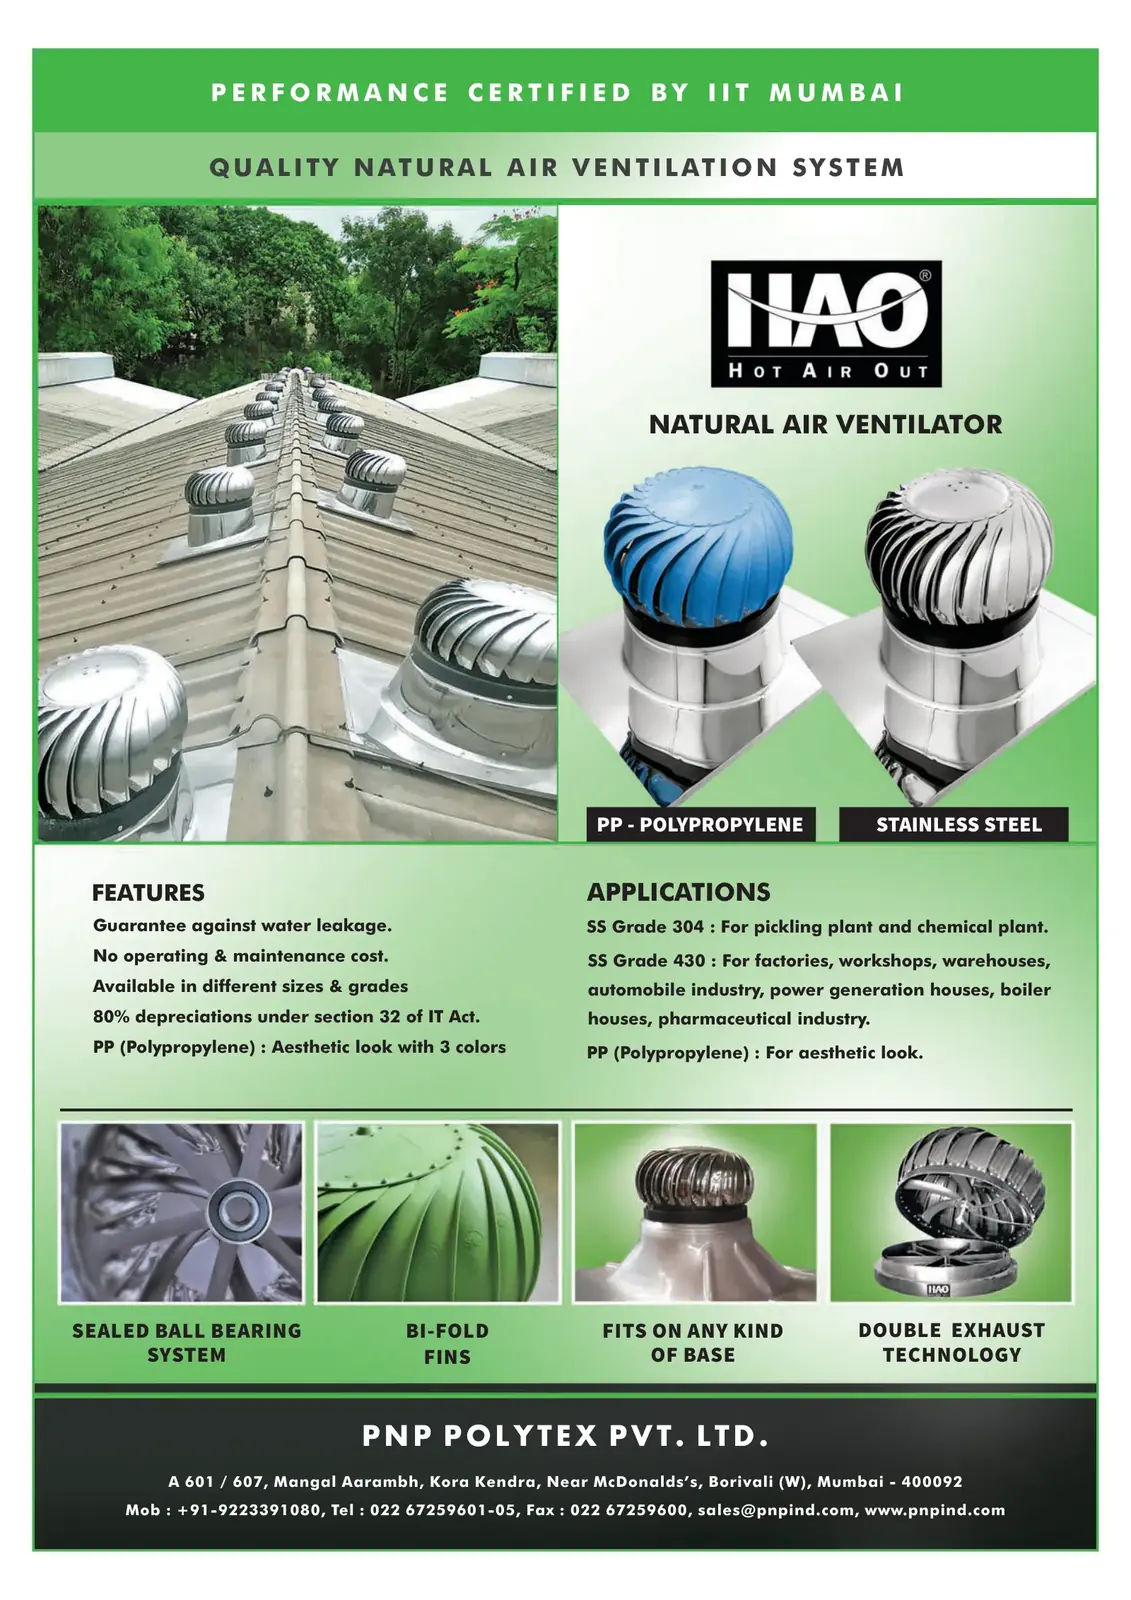 PERFORMANCE CERTIFIED BY IIT MUMBAI
QUALITY NATURAL AIR VENTILATION SYSTEM
HAO®
HOT AIR OUT
NATURAL AIR VENTILATOR
PP - POLYPROPYLENE
STAINLESS STEEL
FEATURES
Guarantee against water leakage.
No operating & maintenance cost.
Available in different sizes & grades
80% depreciations under section 32 of IT Act.
PP (Polypropylene) : Aesthetic look with 3 colors
APPLICATIONS
SS Grade 304 : For pickling plant and chemical plant.
SS Grade 430 : For factories, workshops, warehouses,
automobile industry, power generation houses, boiler
houses, pharmaceutical industry.
PP (Polypropylene) : For aesthetic look.
HAO
SEALED BALL BEARING
SYSTEM
BI-FOLD
FINS
FITS ON ANY KIND
OF BASE
DOUBLE EXHAUST
TECHNOLOGY
PNP POLYTEX PVT. LTD.
A 601 / 607, Mangal Aarambh, Kora Kendra, Near McDonalds's, Borivali (W), Mumbai - 400092
Mob : +91-9223391080, Tel : 022 67259601-05, Fax : 022 67259600, sales@pnpind.com, www.pnpind.com